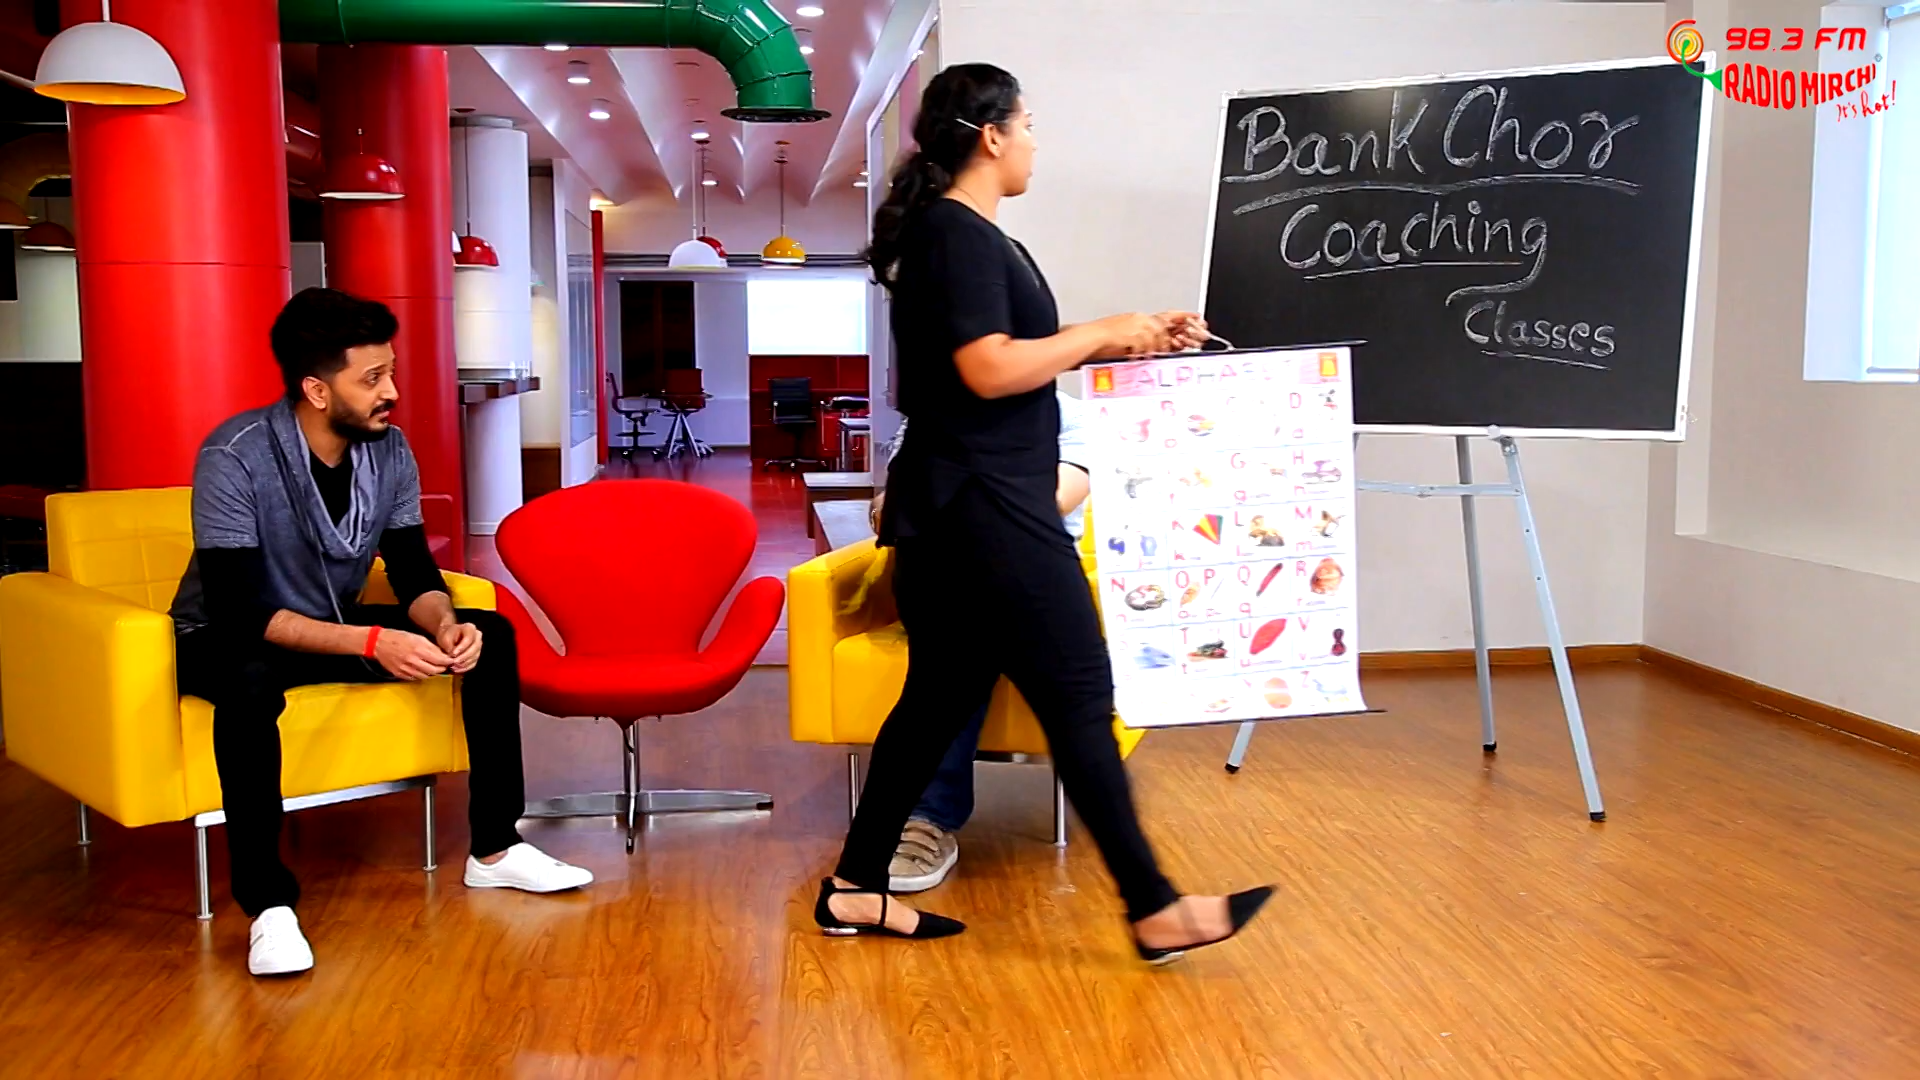 98.3 FM
RADIO MIRCHI
It's hot!
Bank Chor
Coaching
Classes
ALPHABET
B D
G H
K L M
N O P Q R
T U V
Y Z